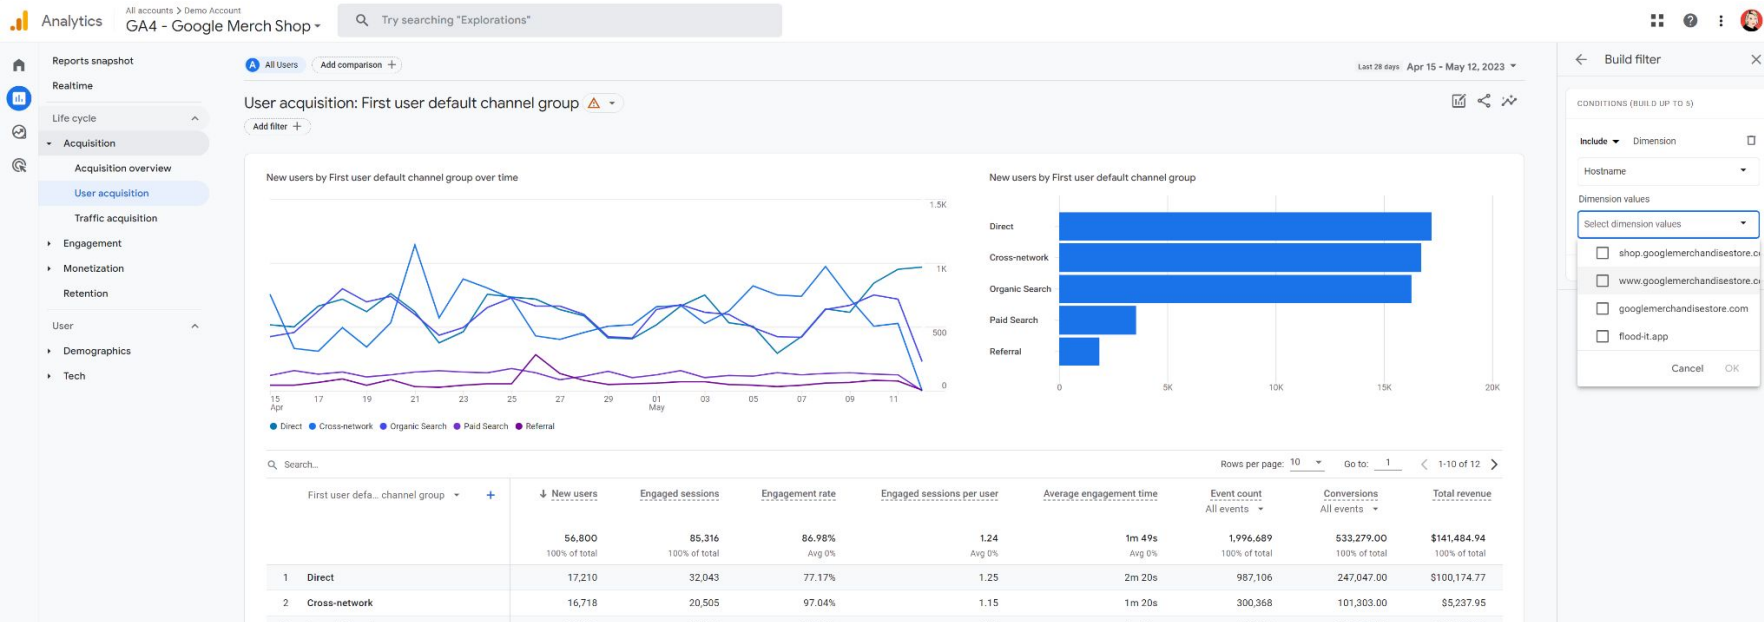 Analytics
All accounts > Demo Account
GA4 - Google Merch Shop
Try searching "Explorations"
Reports snapshot
Realtime
Life cycle
Acquisition
Acquisition overview
User acquisition
Traffic acquisition
Engagement
Monetization
Retention
User
Demographics
Tech
A All Users
Add comparison +
Last 28 days Apr 15 - May 12, 2023
User acquisition: First user default channel group
Add filter +
New users by First user default channel group over time
1.5K
1K
500
0
15 17 19 21 23 25 27 29 01 03 05 07 09 11
Apr May
Direct Cross-network Organic Search Paid Search Referral
New users by First user default channel group
Direct
Cross-network
Organic Search
Paid Search
Referral
0 5K 10K 15K 20K
Search...
Rows per page: 10 Go to: 1 1-10 of 12
First user defa... channel group + New users Engaged sessions Engagement rate Engaged sessions per user Average engagement time Event count Conversions Total revenue
All events All events
56,800 85,316 86.98% 1.24 1m 49s 1,996,689 533,279.00 $141,484.94
100% of total 100% of total Avg 0% Avg 0% Avg 0% 100% of total 100% of total 100% of total
1 Direct 17,210 32,043 77.17% 1.25 2m 20s 987,106 247,047.00 $100,174.77
2 Cross-network 16,718 20,505 97.04% 1.15 1m 20s 300,368 101,303.00 $5,237.95
Build filter
CONDITIONS (BUILD UP TO 5)
Include Dimension
Hostname
Dimension values
Select dimension values
shop.googlemerchandisestore.c
www.googlemerchandisestore.c
googlemerchandisestore.com
flood-it.app
Cancel OK